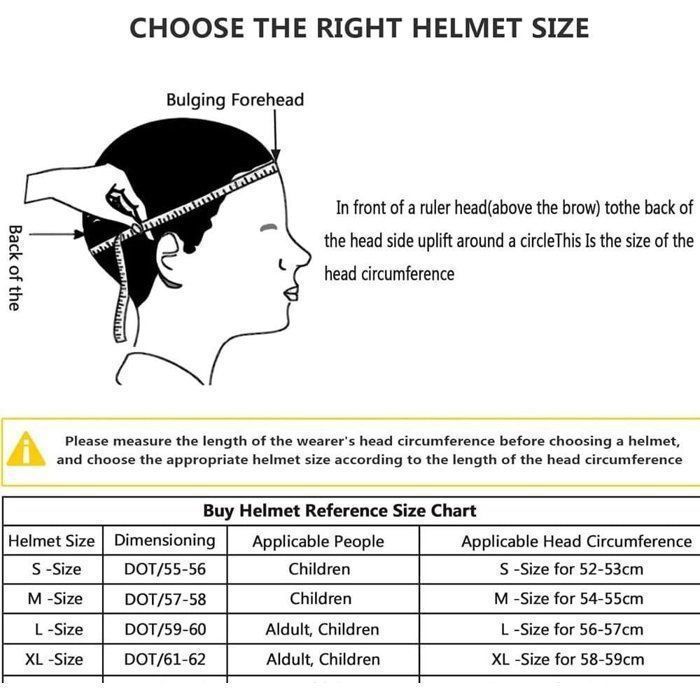 CHOOSE THE RIGHT HELMET SIZE
Bulging Forehead
Back of the
In front of a ruler head(above the brow) tothe back of
the head side uplift around a circleThis Is the size of the
head circumference
Please measure the length of the wearer's head circumference before choosing a helmet,
and choose the appropriate helmet size according to the length of the head circumference
Buy Helmet Reference Size Chart
Helmet Size Dimensioning Applicable People Applicable Head Circumference
S -Size DOT/55-56 Children S -Size for 52-53cm
M -Size DOT/57-58 Children M -Size for 54-55cm
L -Size DOT/59-60 Aldult, Children L -Size for 56-57cm
XL -Size DOT/61-62 Aldult, Children XL -Size for 58-59cm